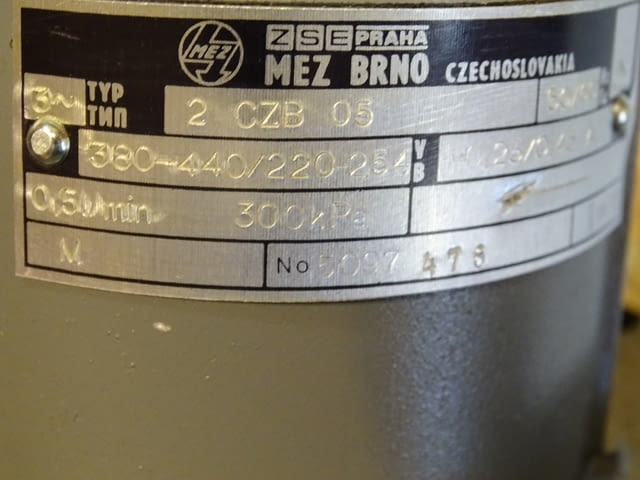 MEZ ZSE PRAHA
MEZ BRNO CZECHOSLOVAKIA
3~ TYP ТИП 2 CZB 05
380-440/220-254 V В
0,5l/min 300kPa
M No 5097 478